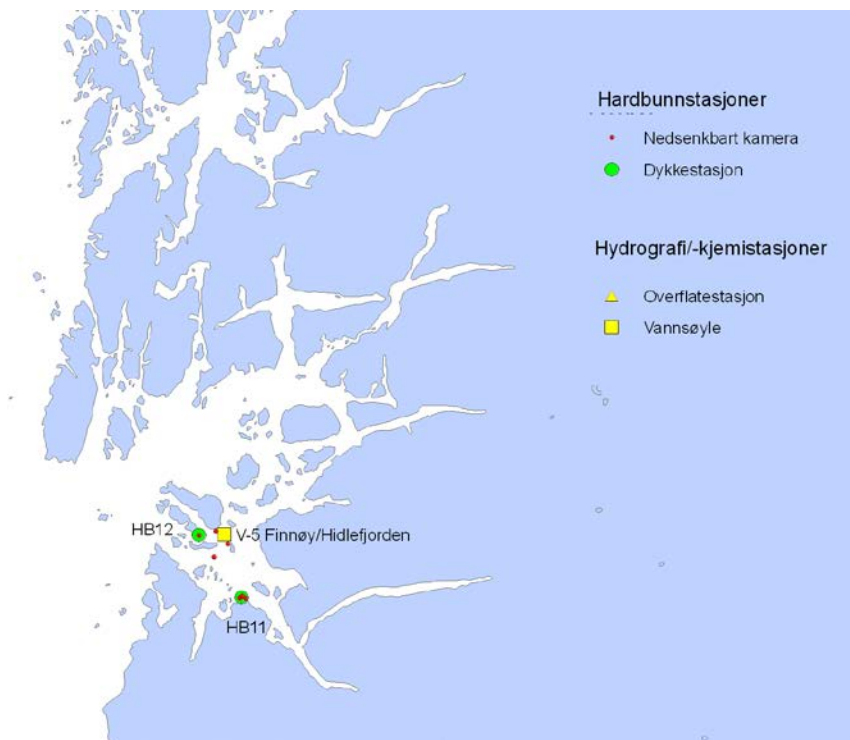 Hardbunnstasjoner
Nedsenkbart kamera
Dykkestasjon
Hydrografi/-kjemistasjoner
Overflatestasjon
Vannsøyle
HB12
V-5 Finnøy/Hidlefjorden
HB11